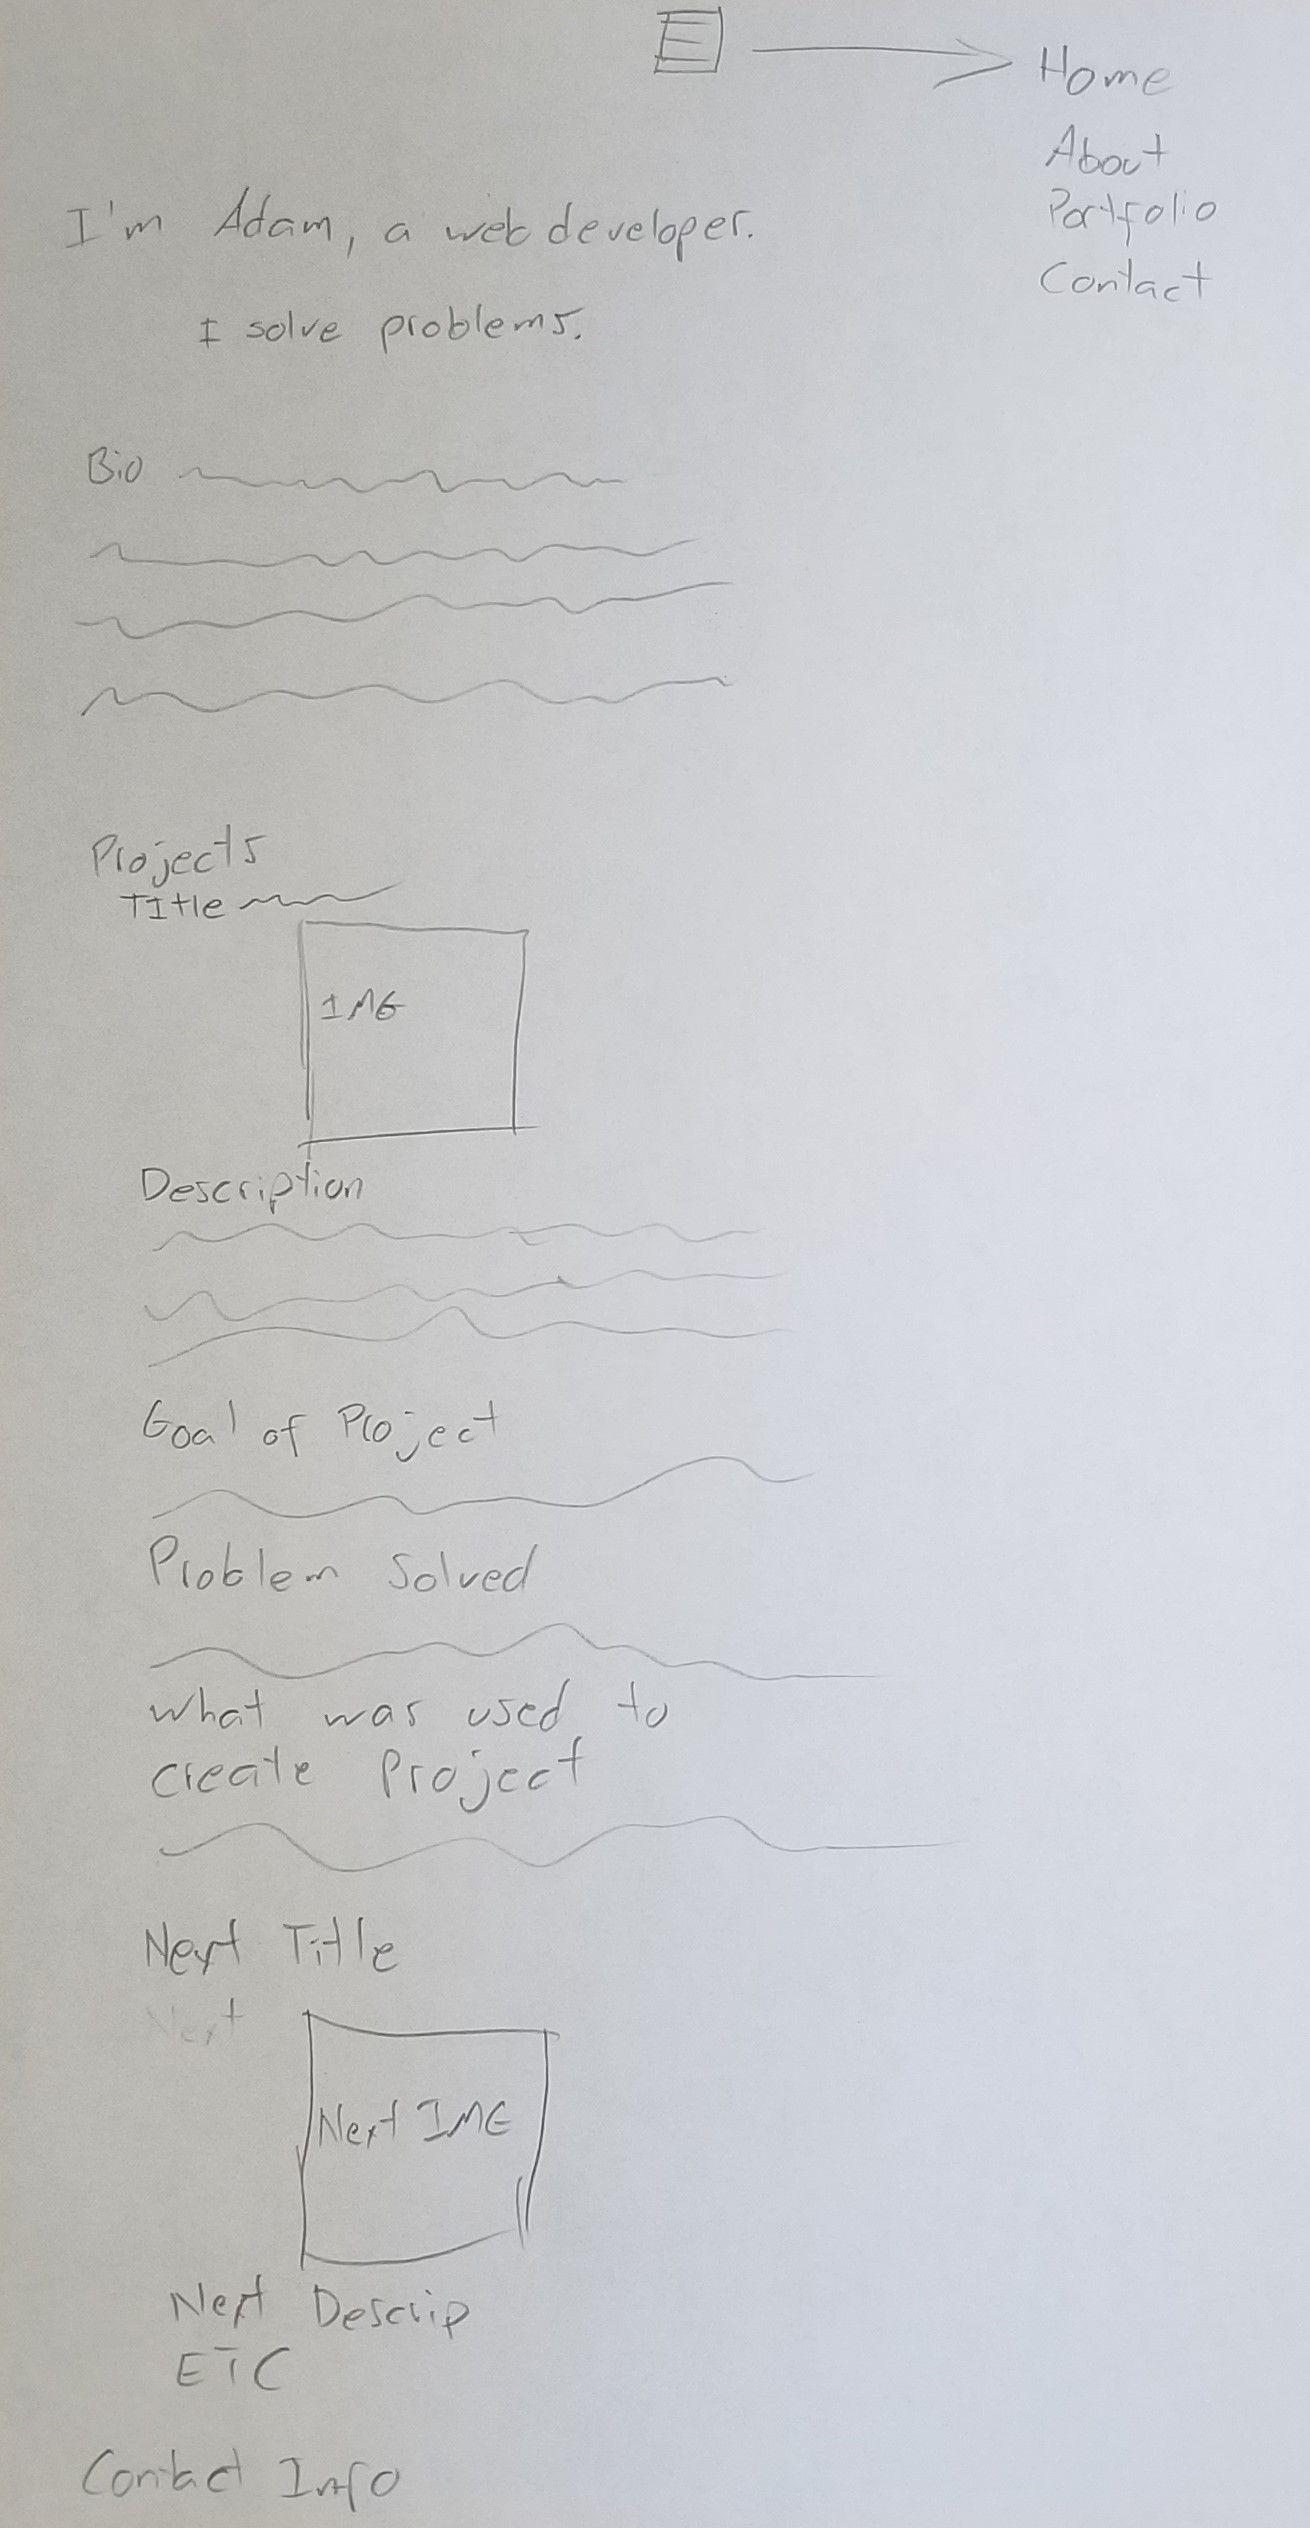 Home
About
Portfolio
Contact
I'm Adam, a web developer.
I solve problems.
Bio
Projects
TItle
IMG
Description
Goal of Project
Problem Solved
what was used to
create Project
Next Title
Next
Next IMG
Next Descrip
ETC
Contact Info